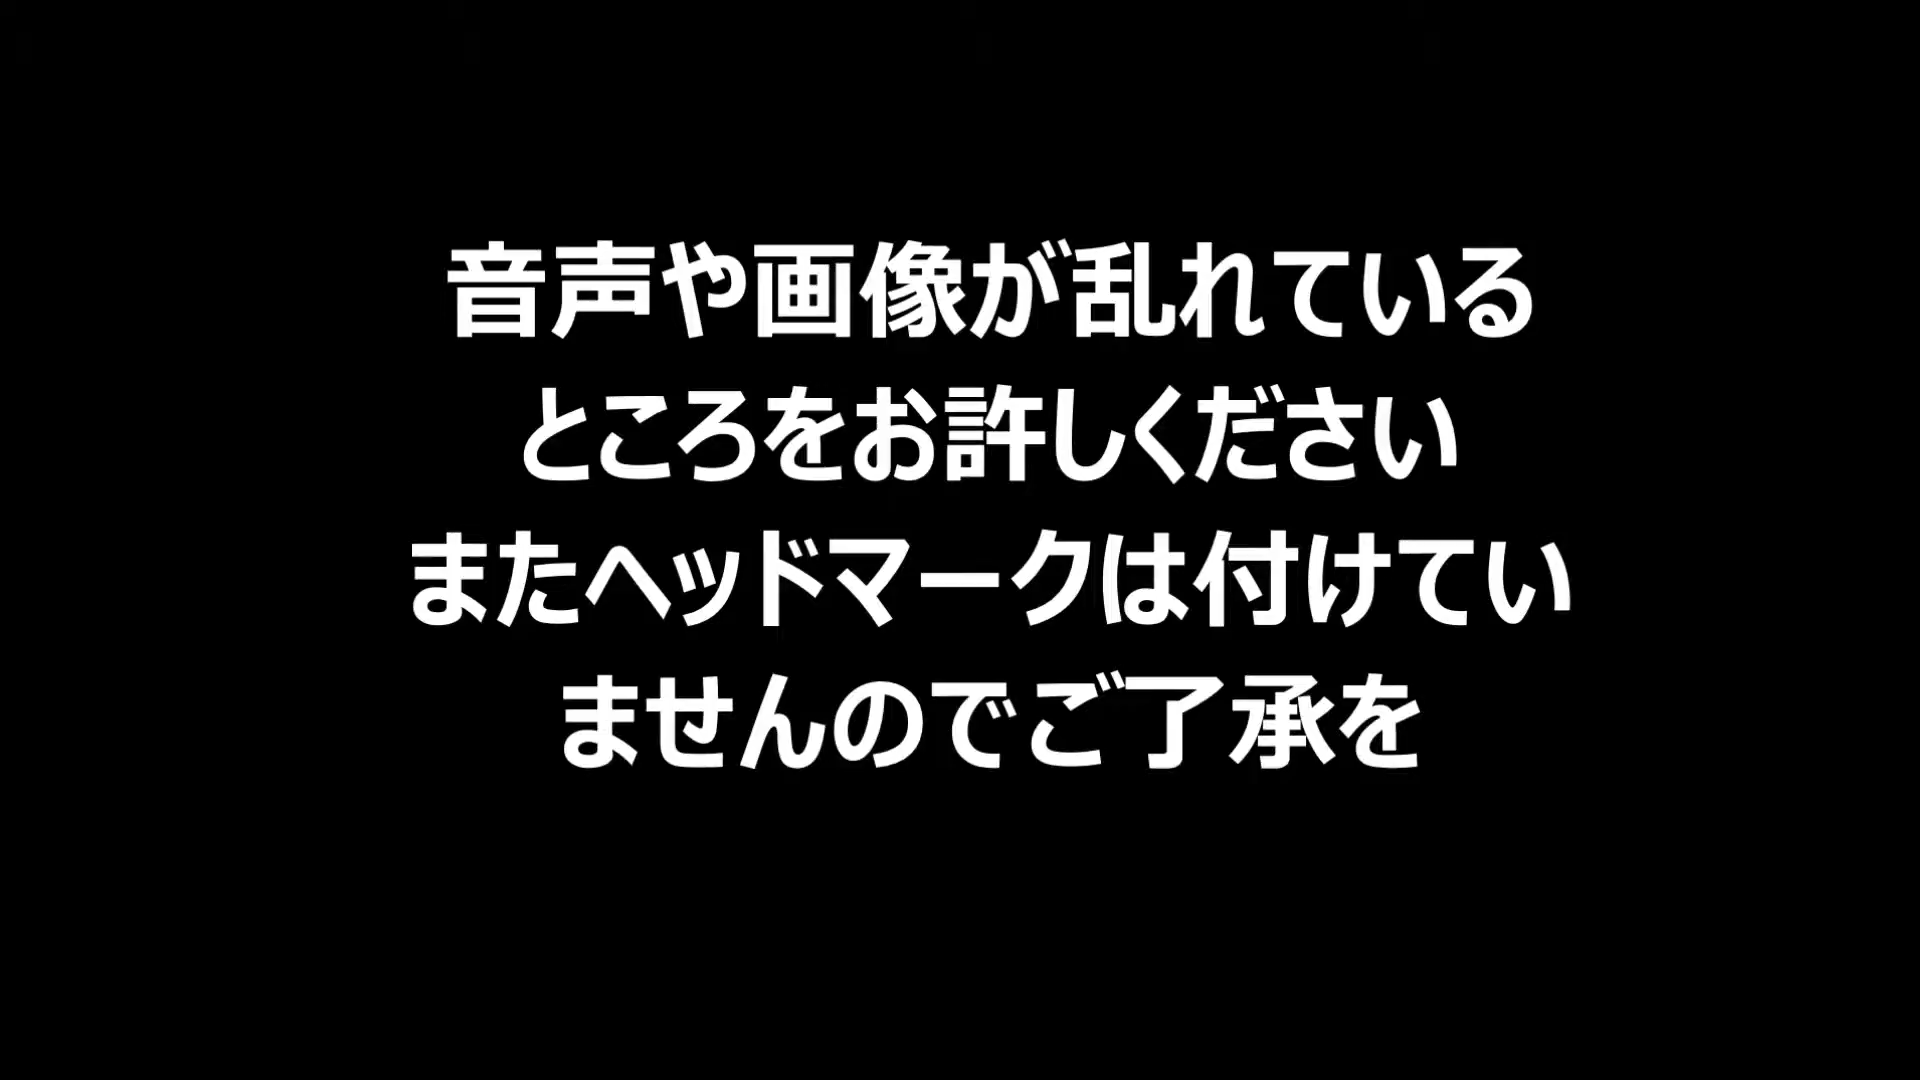 音声や画像が乱れている
ところをお許しください
またヘッドマークは付けてい
ませんのでご了承を